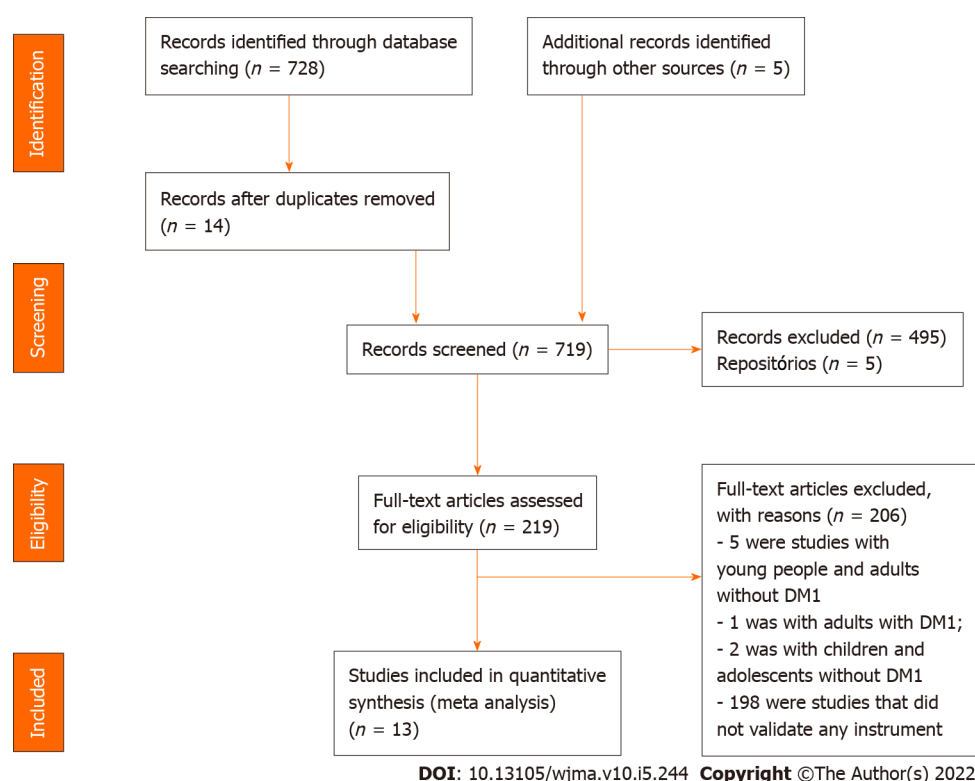 Identification
Records identified through database
searching (n = 728)
Additional records identified
through other sources (n = 5)
Records after duplicates removed
(n = 14)
Screening
Records screened (n = 719)
Records excluded (n = 495)
Repositórios (n = 5)
Eligibility
Full-text articles assessed
for eligibility (n = 219)
Full-text articles excluded,
with reasons (n = 206)
- 5 were studies with
young people and adults
without DM1
- 1 was with adults with DM1;
- 2 was with children and
adolescents without DM1
- 198 were studies that did
not validate any instrument
Included
Studies included in quantitative
synthesis (meta analysis)
(n = 13)
DOI: 10.13105/wjma.v10.i5.244 Copyright ©The Author(s) 2022